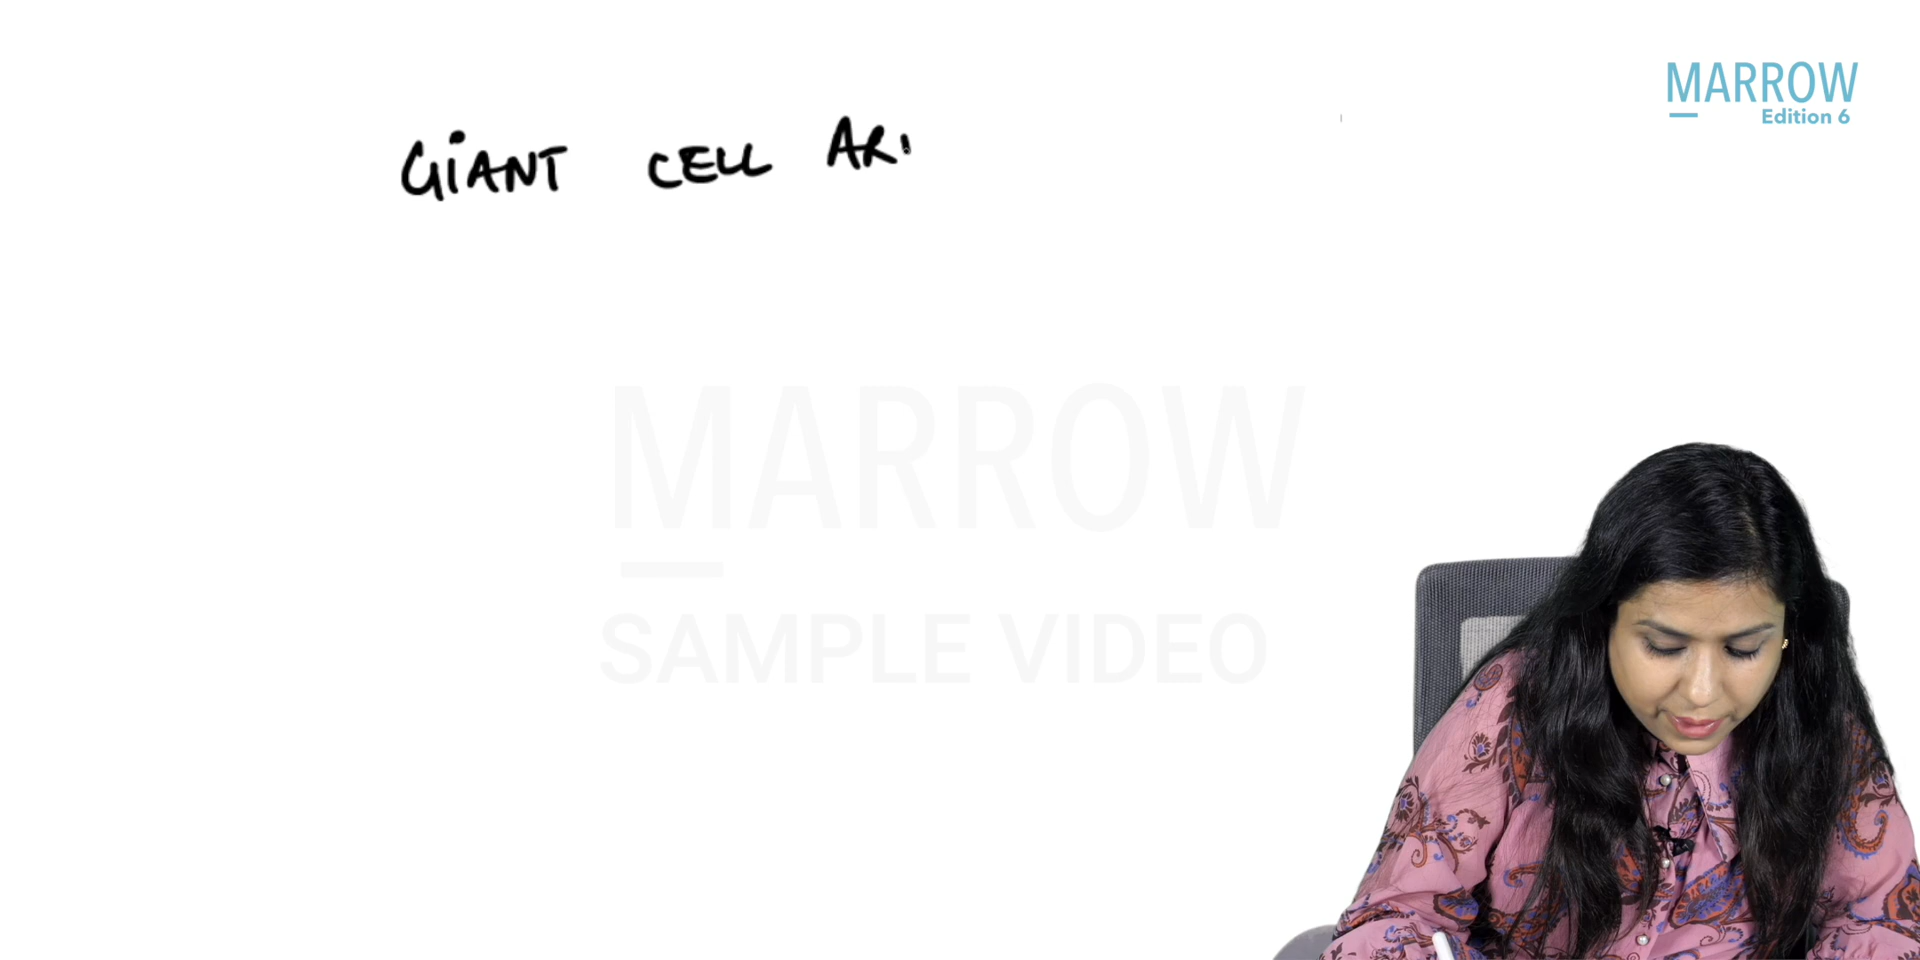 MARROW
Edition 6
GIANT CELL AR
MARROW
SAMPLE VIDEO